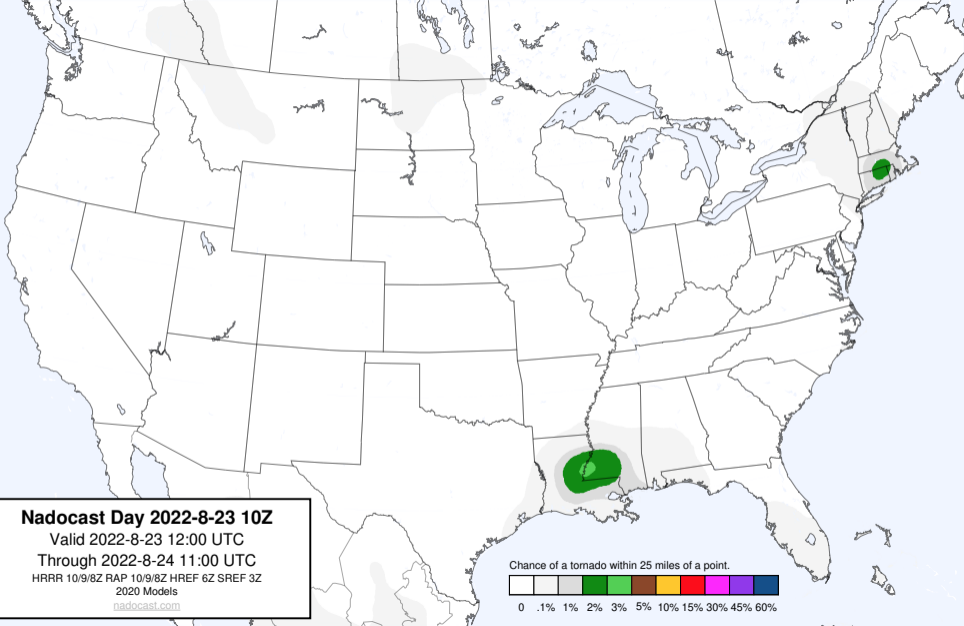 Nadocast Day 2022-8-23 10Z
Valid 2022-8-23 12:00 UTC
Through 2022-8-24 11:00 UTC
HRRR 10/9/8Z RAP 10/9/8Z HREF 6Z SREF 3Z
2020 Models
nadocast.com
Chance of a tornado within 25 miles of a point.
0 .1% 1% 2% 3% 5% 10% 15% 30% 45% 60%